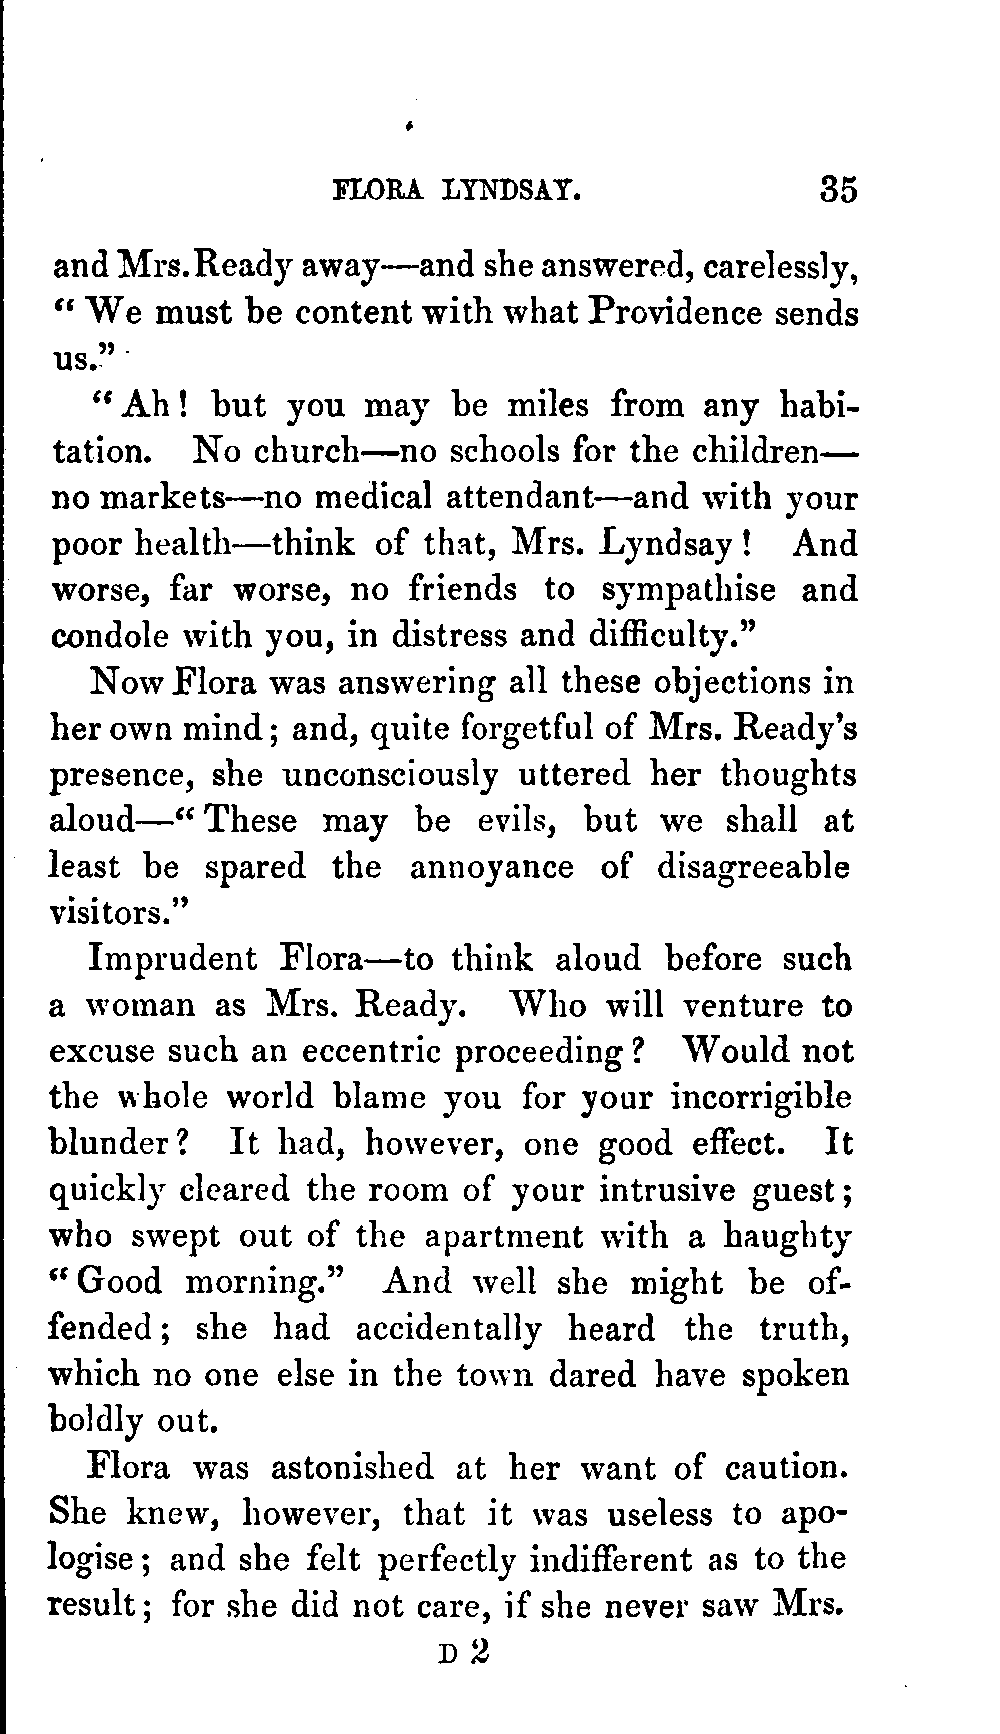 FLORA LYNDSAY. 35
and Mrs. Ready away—and she answered, carelessly,
“ We must be content with what Providence sends
us.”
“ Ah ! but you may be miles from any habi-
tation. No church—no schools for the children—
no markets—no medical attendant—and with your
poor health—think of that, Mrs. Lyndsay ! And
worse, far worse, no friends to sympathise and
condole with you, in distress and difficulty.”
Now Flora was answering all these objections in
her own mind ; and, quite forgetful of Mrs. Ready’s
presence, she unconsciously uttered her thoughts
aloud—“ These may be evils, but we shall at
least be spared the annoyance of disagreeable
visitors.”
Imprudent Flora—to think aloud before such
a woman as Mrs. Ready. Who will venture to
excuse such an eccentric proceeding ? Would not
the whole world blame you for your incorrigible
blunder ? It had, however, one good effect. It
quickly cleared the room of your intrusive guest ;
who swept out of the apartment with a haughty
“ Good morning.” And well she might be of-
fended ; she had accidentally heard the truth,
which no one else in the town dared have spoken
boldly out.
Flora was astonished at her want of caution.
She knew, however, that it was useless to apo-
logise ; and she felt perfectly indifferent as to the
result ; for she did not care, if she never saw Mrs.
D 2